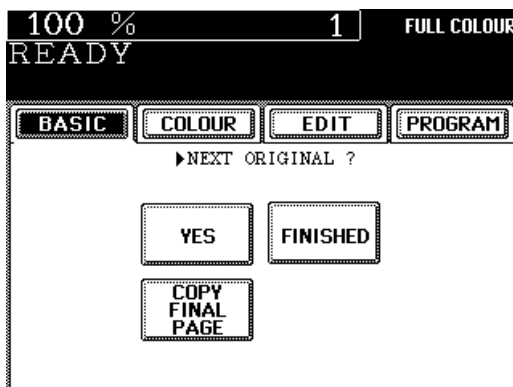 100 % 1 FULL COLOUR
READY
BASIC COLOUR EDIT PROGRAM
▶NEXT ORIGINAL ?
YES FINISHED
COPY
FINAL
PAGE